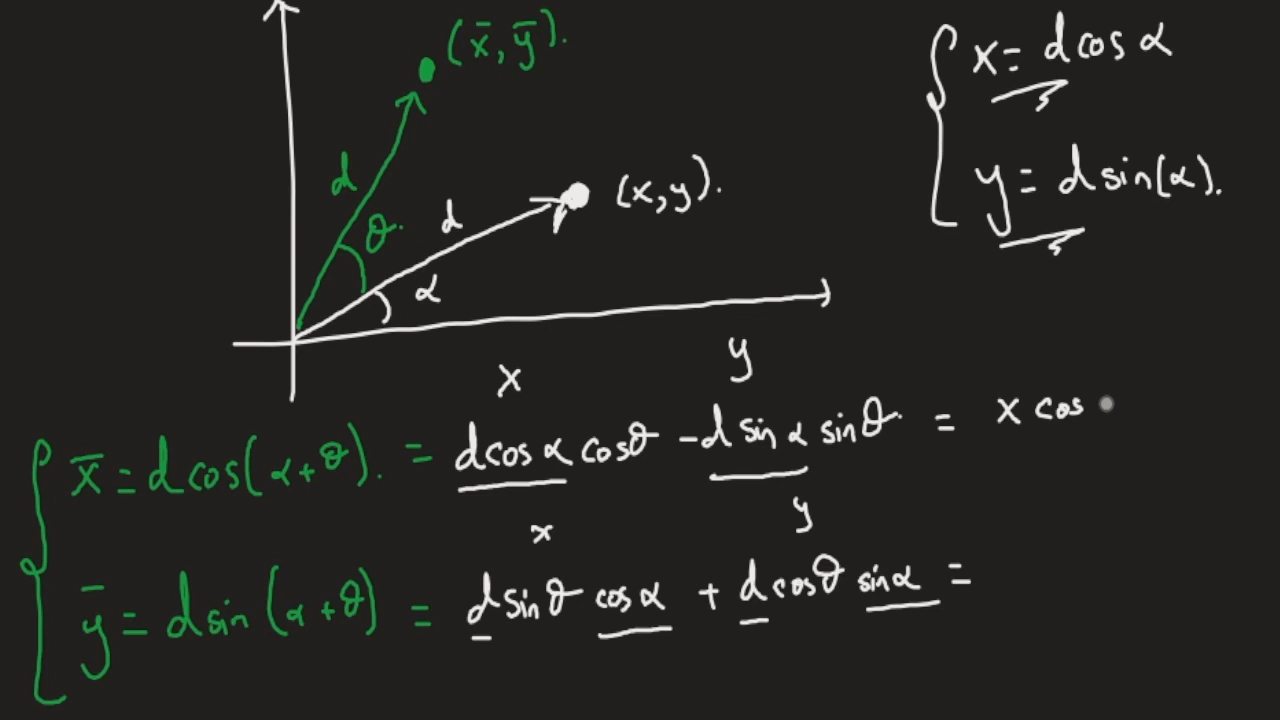 (x̄, ȳ).
x = d cos α
d
y = d sin(α).
(x, y).
d
θ.
α
y
x
x̄ = d cos(α+θ). = d cos α cos θ - d sin α sin θ. = x cos
x y
ȳ = d sin (α+θ) = d sin θ cos α + d cos θ sin α =